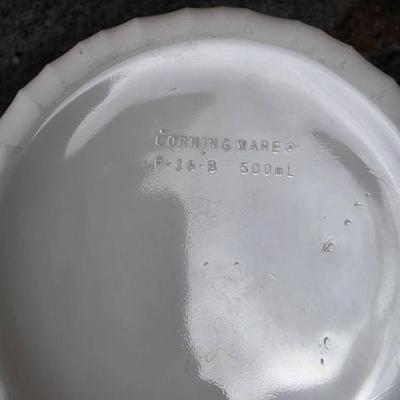 CORNING WARE ®
F-16-B 500mL